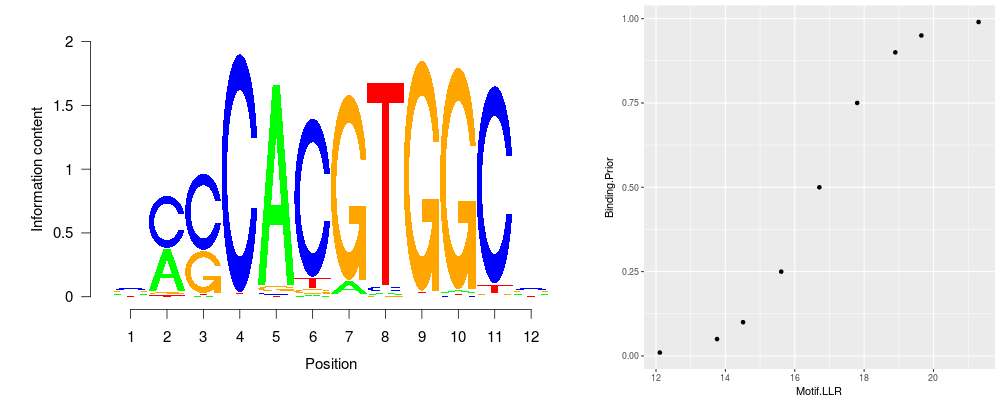 2
1.5
1
0.5
0
Information content
CCCACGTGGC
AG
1 2 3 4 5 6 7 8 9 10 11 12
Position
1.00
0.75
0.50
0.25
0.00
Binding.Prior
12 14 16 18 20
Motif.LLR